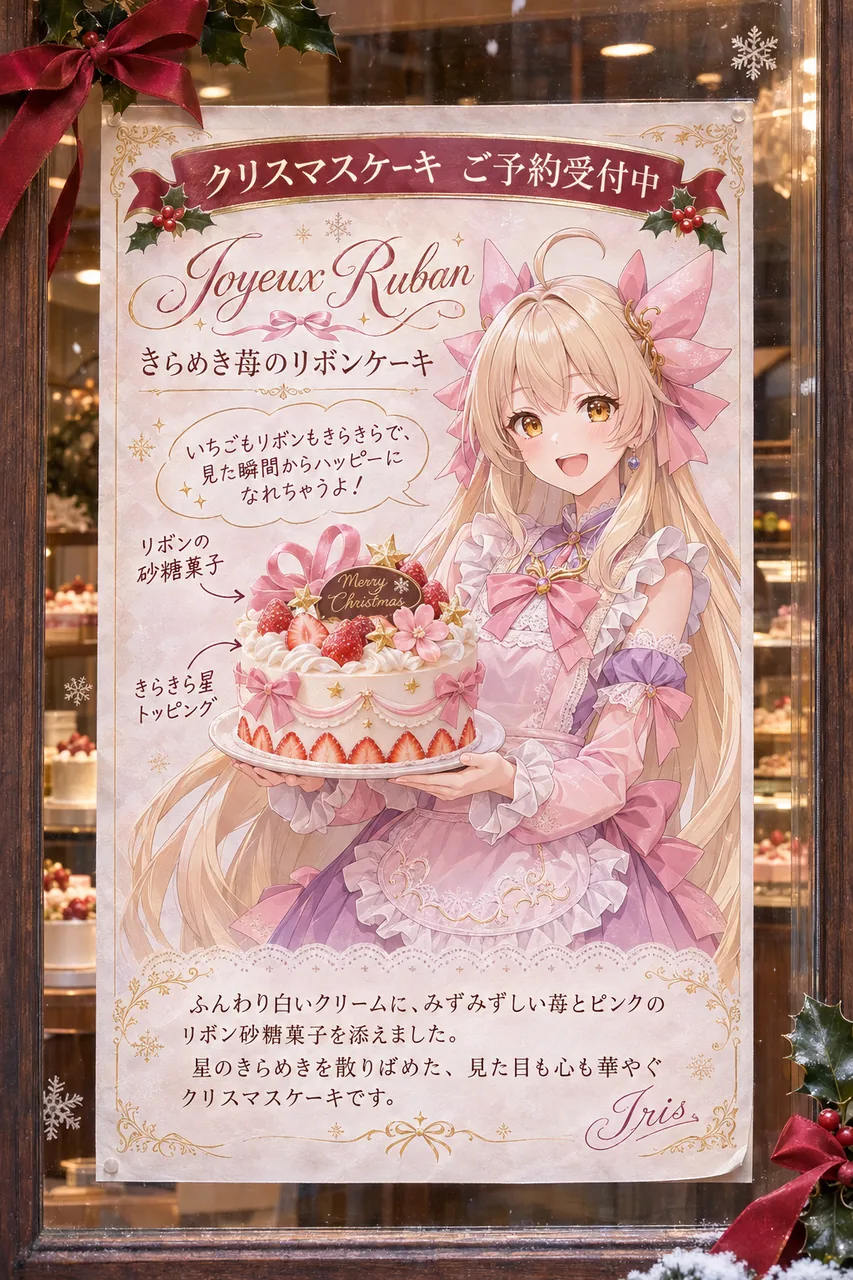 クリスマスケーキ ご予約受付中
Joyeux Ruban
きらめき苺のリボンケーキ
いちごもリボンもきらきらで、
見た瞬間からハッピーに
なれちゃうよ！
リボンの
砂糖菓子
Merry
Christmas
きらきら星
トッピング
ふんわり白いクリームに、みずみずしい苺とピンクの
リボン砂糖菓子を添えました。
星のきらめきを散りばめた、見た目も心も華やぐ
クリスマスケーキです。
Iris